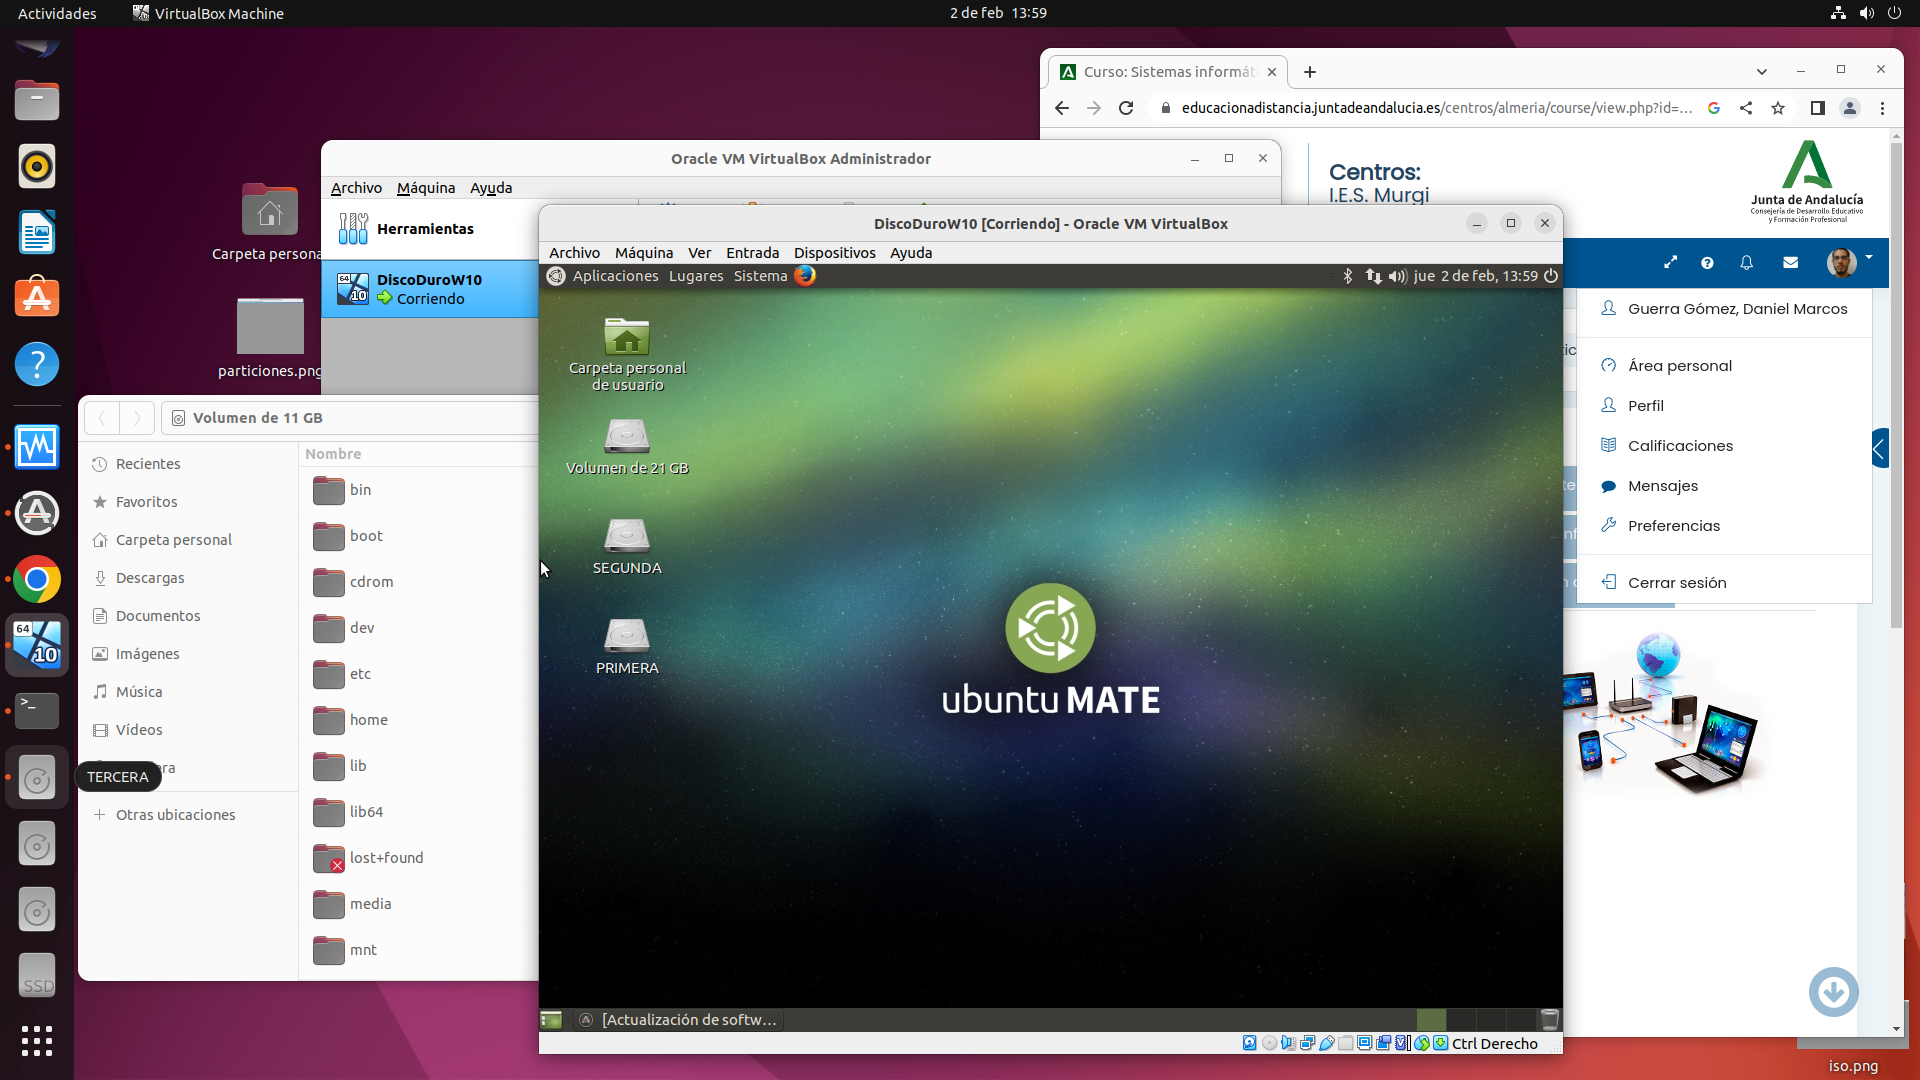 Actividades
VirtualBox Machine
2 de feb 13:59
Curso: Sistemas informát
educacionadistancia.juntadeandalucia.es/centros/almeria/course/view.php?id=...
Centros:
I.E.S. Murgi
Junta de Andalucía
Consejería de Desarrollo Educativo
y Formación Profesional
Guerra Gómez, Daniel Marcos
Área personal
Perfil
Calificaciones
Mensajes
Preferencias
Cerrar sesión
Carpeta persona
particiones.png
Oracle VM VirtualBox Administrador
Archivo Máquina Ayuda
Herramientas
64
10
DiscoDuroW10
Corriendo
Volumen de 11 GB
Recientes
Favoritos
Carpeta personal
Descargas
Documentos
Imágenes
Música
Vídeos
era
TERCERA
Otras ubicaciones
Nombre
bin
boot
cdrom
dev
etc
home
lib
lib64
lost+found
media
mnt
DiscoDuroW10 [Corriendo] - Oracle VM VirtualBox
Archivo Máquina Ver Entrada Dispositivos Ayuda
Aplicaciones Lugares Sistema
jue 2 de feb, 13:59
Carpeta personal
de usuario
Volumen de 21 GB
SEGUNDA
PRIMERA
ubuntu MATE
[Actualización de softw...
Ctrl Derecho
64
10
SSD
iso.png